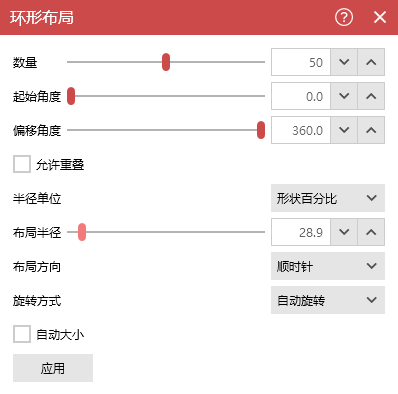 环形布局
数量 50
起始角度 0.0
偏移角度 360.0
允许重叠
半径单位 形状百分比
布局半径 28.9
布局方向 顺时针
旋转方式 自动旋转
自动大小
应用